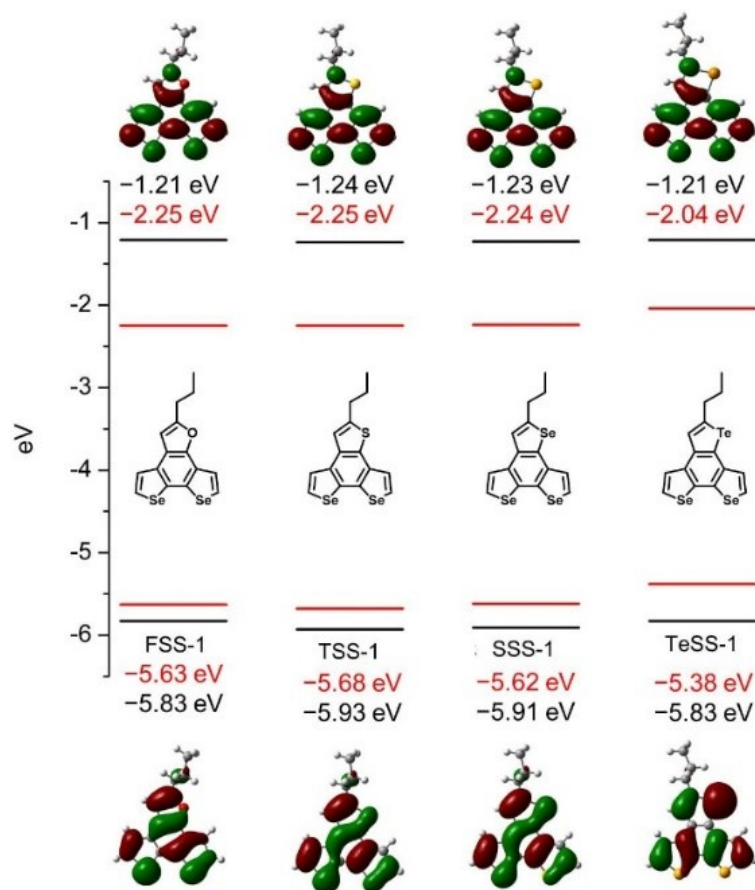 −1.21 eV −1.24 eV −1.23 eV −1.21 eV
−2.25 eV −2.25 eV −2.24 eV −2.04 eV
-1
-2
-3
eV
-4
-5
-6
O S Se Te
Se Se Se Se Se Se Se Se
FSS-1 TSS-1 SSS-1 TeSS-1
−5.63 eV −5.68 eV −5.62 eV −5.38 eV
−5.83 eV −5.93 eV −5.91 eV −5.83 eV